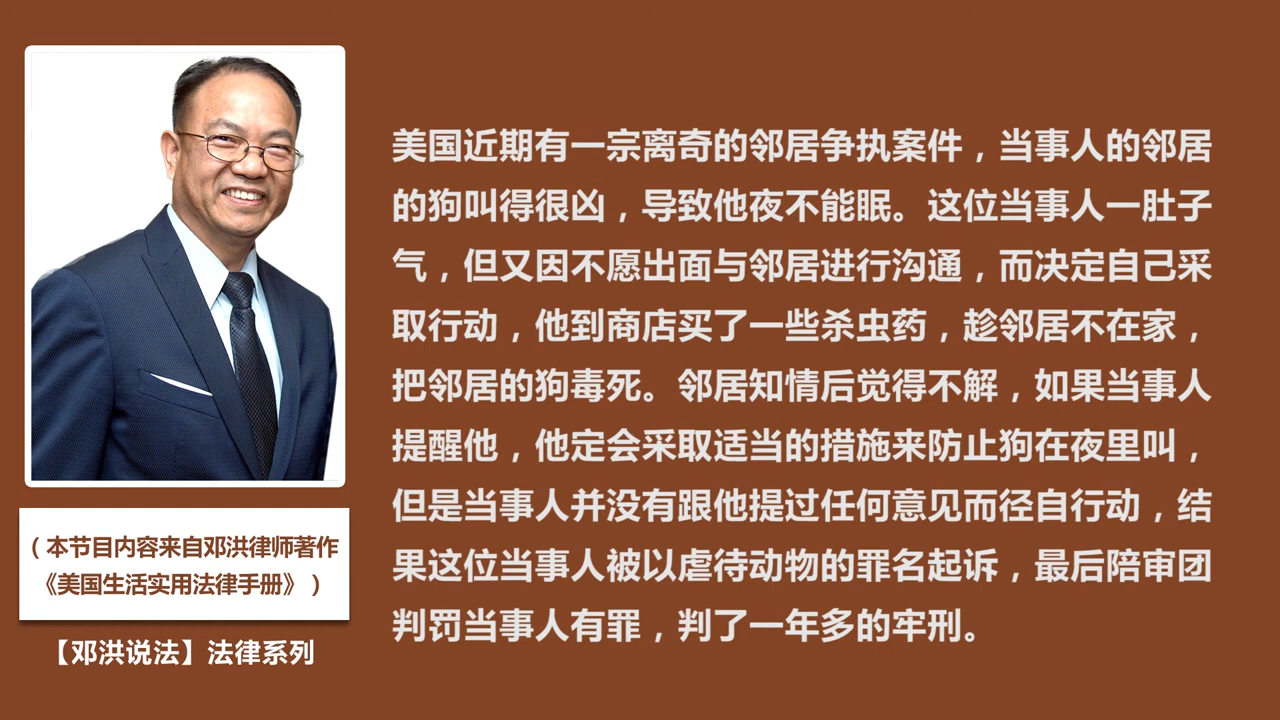 美国近期有一宗离奇的邻居争执案件，当事人的邻居
的狗叫得很凶，导致他夜不能眠。这位当事人一肚子
气，但又因不愿出面与邻居进行沟通，而决定自己采
取行动，他到商店买了一些杀虫药，趁邻居不在家，
把邻居的狗毒死。邻居知情后觉得不解，如果当事人
提醒他，他定会采取适当的措施来防止狗在夜里叫，
但是当事人并没有跟他提过任何意见而径自行动，结
果这位当事人被以虐待动物的罪名起诉，最后陪审团
判罚当事人有罪，判了一年多的牢刑。
（本节目内容来自邓洪律师著作
《美国生活实用法律手册》）
【邓洪说法】法律系列